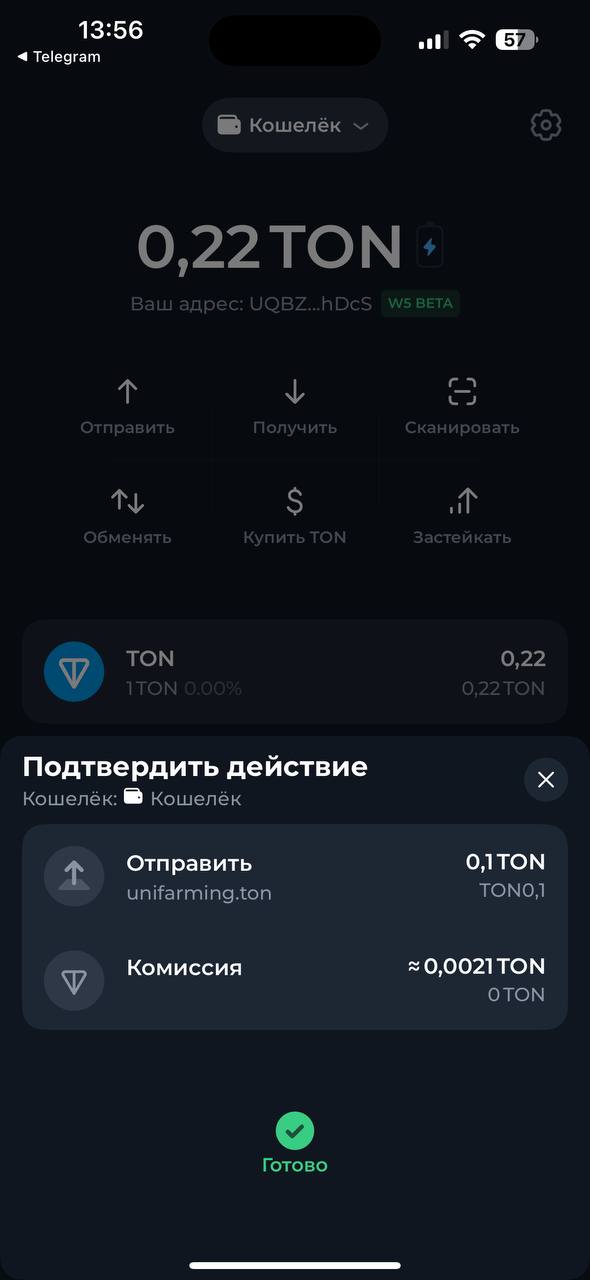 13:56
57
◀ Telegram
Кошелёк
0,22 TON
Ваш адрес: UQBZ...hDcS W5 BETA
Отправить Получить Сканировать
Обменять Купить TON Застейкать
TON 0,22
1 TON 0.00% 0,22 TON
Подтвердить действие
Кошелёк: Кошелёк
Отправить 0,1 TON
unifarming.ton TON0,1
Комиссия ≈ 0,0021 TON
0 TON
Готово